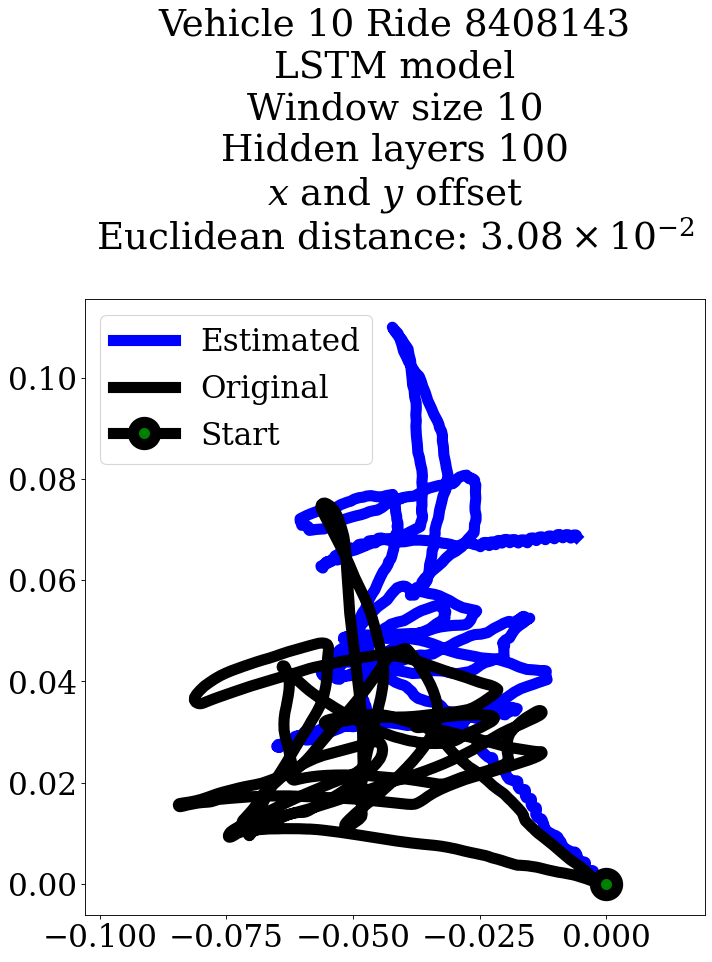 Vehicle 10 Ride 8408143
LSTM model
Window size 10
Hidden layers 100
x and y offset
Euclidean distance: 3.08 × 10⁻²
Estimated
Original
Start
0.10
0.08
0.06
0.04
0.02
0.00
−0.100 −0.075 −0.050 −0.025 0.000